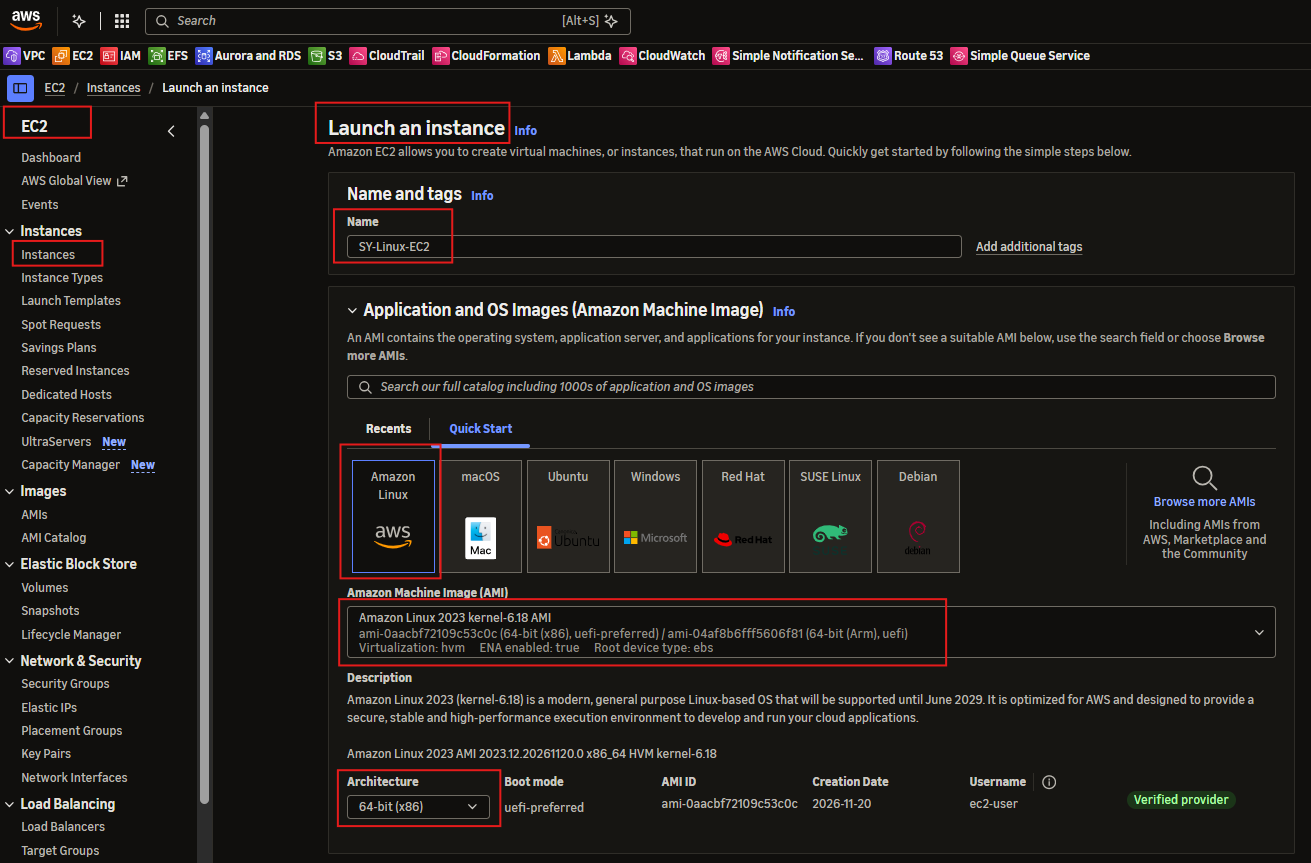 aws
Search
[Alt+S]
VPC
EC2
IAM
EFS
Aurora and RDS
S3
CloudTrail
CloudFormation
Lambda
CloudWatch
Simple Notification Se...
Route 53
Simple Queue Service
EC2 / Instances / Launch an instance
EC2
Dashboard
AWS Global View
Events
Instances
Instances
Instance Types
Launch Templates
Spot Requests
Savings Plans
Reserved Instances
Dedicated Hosts
Capacity Reservations
UltraServers New
Capacity Manager New
Images
AMIs
AMI Catalog
Elastic Block Store
Volumes
Snapshots
Lifecycle Manager
Network & Security
Security Groups
Elastic IPs
Placement Groups
Key Pairs
Network Interfaces
Load Balancing
Load Balancers
Target Groups
Launch an instance Info
Amazon EC2 allows you to create virtual machines, or instances, that run on the AWS Cloud. Quickly get started by following the simple steps below.
Name and tags Info
Name
SY-Linux-EC2
Add additional tags
Application and OS Images (Amazon Machine Image) Info
An AMI contains the operating system, application server, and applications for your instance. If you don't see a suitable AMI below, use the search field or choose Browse
more AMIs.
Search our full catalog including 1000s of application and OS images
Recents
Quick Start
Amazon
Linux
aws
macOS
Mac
Ubuntu
Ubuntu
Windows
Microsoft
Red Hat
Red Hat
SUSE Linux
Debian
debian
Browse more AMIs
Including AMIs from
AWS, Marketplace and
the Community
Amazon Machine Image (AMI)
Amazon Linux 2023 kernel-6.18 AMI
ami-0aacbf72109c53c0c (64-bit (x86), uefi-preferred) / ami-04af8b6fff5606f81 (64-bit (Arm), uefi)
Virtualization: hvm ENA enabled: true Root device type: ebs
Description
Amazon Linux 2023 (kernel-6.18) is a modern, general purpose Linux-based OS that will be supported until June 2029. It is optimized for AWS and designed to provide a
secure, stable and high-performance execution environment to develop and run your cloud applications.
Amazon Linux 2023 AMI 2023.12.20261120.0 x86_64 HVM kernel-6.18
Architecture
64-bit (x86)
Boot mode
uefi-preferred
AMI ID
ami-0aacbf72109c53c0c
Creation Date
2026-11-20
Username
ec2-user
Verified provider